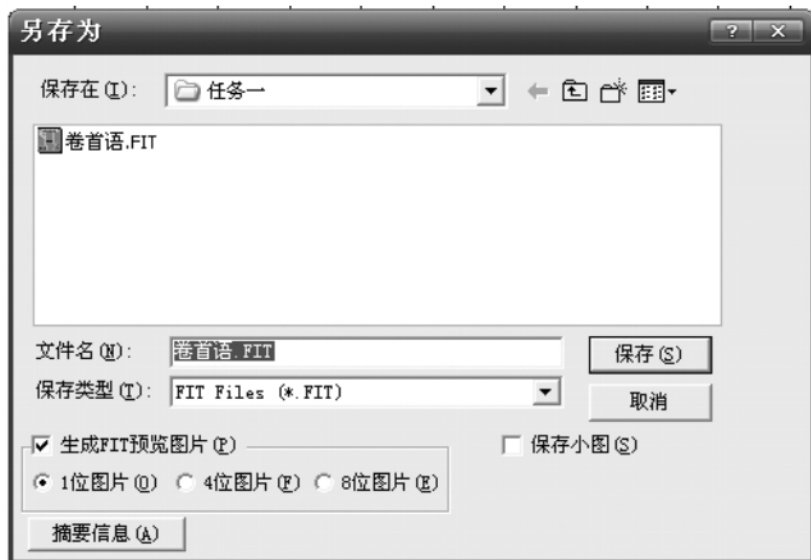 另存为
保存在(I): 任务一
卷首语.FIT
文件名(N): 卷首语.FIT 保存(S)
保存类型(T): FIT Files (*.FIT) 取消
生成FIT预览图片(P) 保存小图(S)
1位图片(O) 4位图片(F) 8位图片(E)
摘要信息(A)